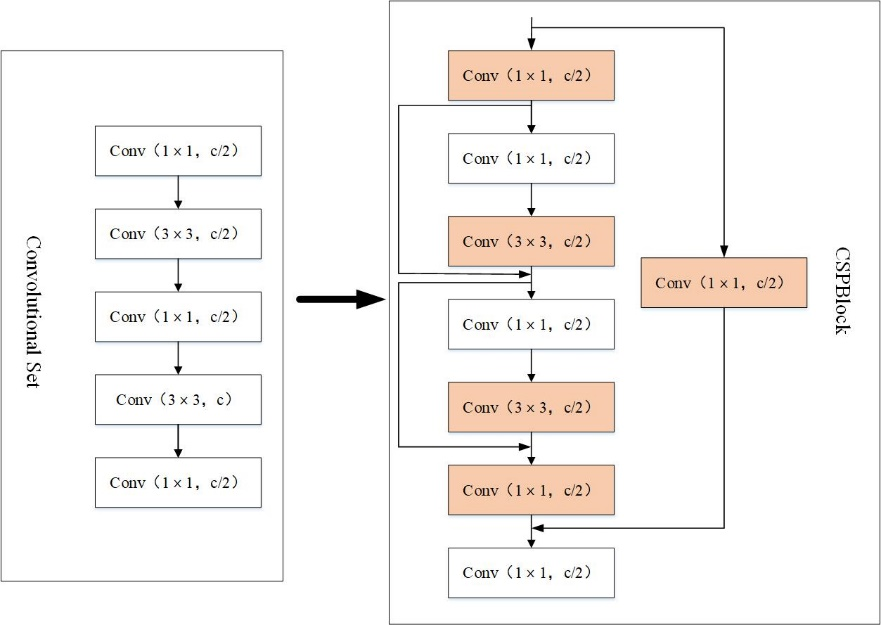 Convolutional Set
Conv（1 × 1，c/2）
Conv（3 × 3，c/2）
Conv（1 × 1，c/2）
Conv（3 × 3，c）
Conv（1 × 1，c/2）
Conv（1 × 1，c/2）
Conv（1 × 1，c/2）
Conv（3 × 3，c/2）
Conv（1 × 1，c/2）
Conv（3 × 3，c/2）
Conv（1 × 1，c/2）
Conv（1 × 1，c/2）
Conv（1 × 1，c/2）
CSPBlock